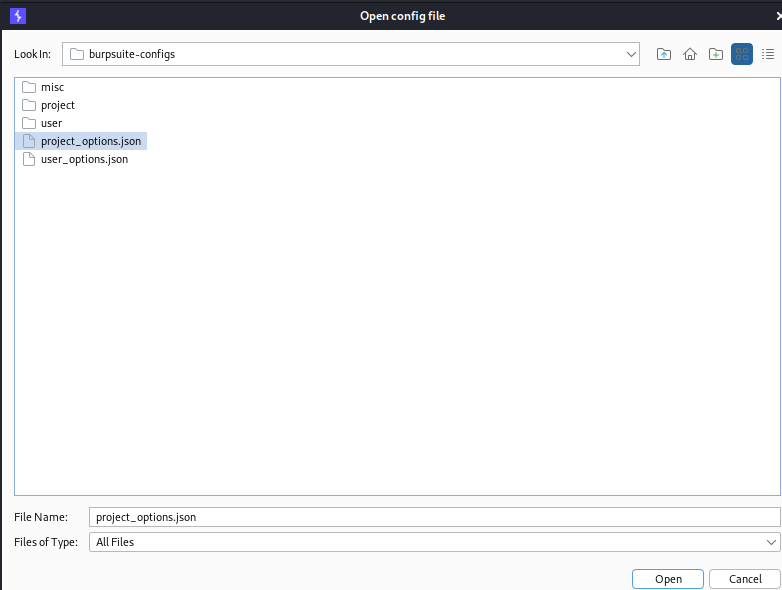 Open config file
Look In: burpsuite-configs
misc
project
user
project_options.json
user_options.json
File Name: project_options.json
Files of Type: All Files
Open Cancel